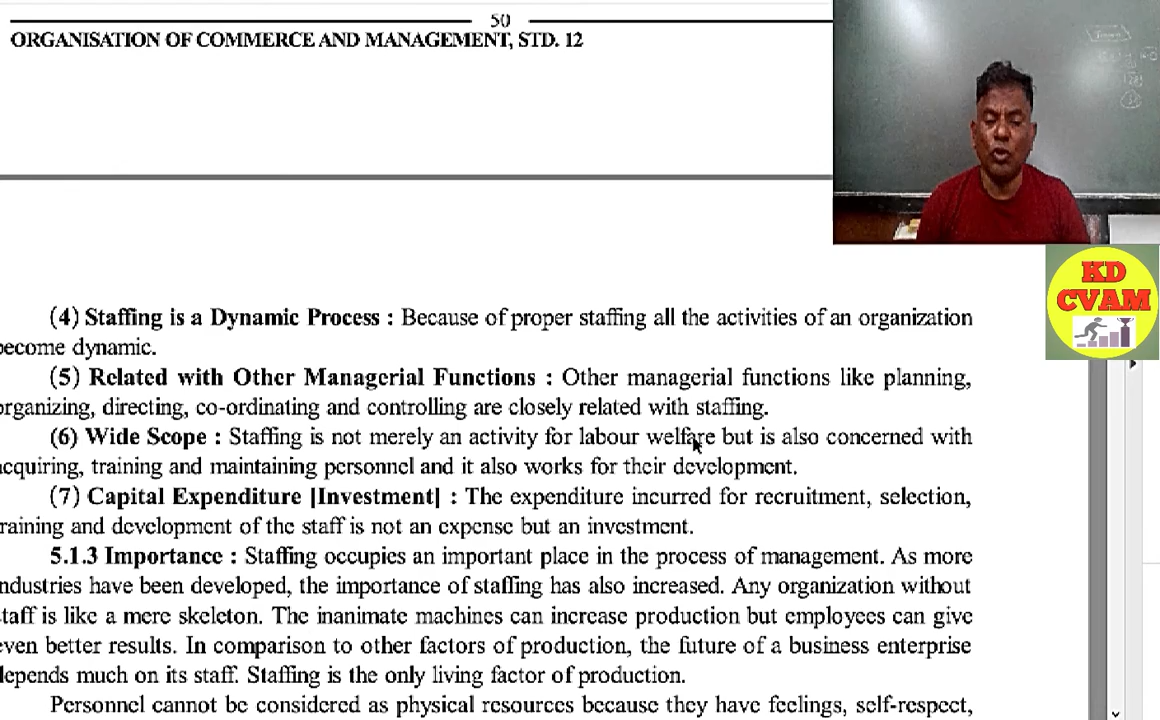 50
ORGANISATION OF COMMERCE AND MANAGEMENT, STD. 12
(4) Staffing is a Dynamic Process : Because of proper staffing all the activities of an organization
become dynamic.
(5) Related with Other Managerial Functions : Other managerial functions like planning,
organizing, directing, co-ordinating and controlling are closely related with staffing.
(6) Wide Scope : Staffing is not merely an activity for labour welfare but is also concerned with
acquiring, training and maintaining personnel and it also works for their development.
(7) Capital Expenditure [Investment] : The expenditure incurred for recruitment, selection,
training and development of the staff is not an expense but an investment.
5.1.3 Importance : Staffing occupies an important place in the process of management. As more
industries have been developed, the importance of staffing has also increased. Any organization without
staff is like a mere skeleton. The inanimate machines can increase production but employees can give
even better results. In comparison to other factors of production, the future of a business enterprise
depends much on its staff. Staffing is the only living factor of production.
Personnel cannot be considered as physical resources because they have feelings, self-respect,
KD
CVAM